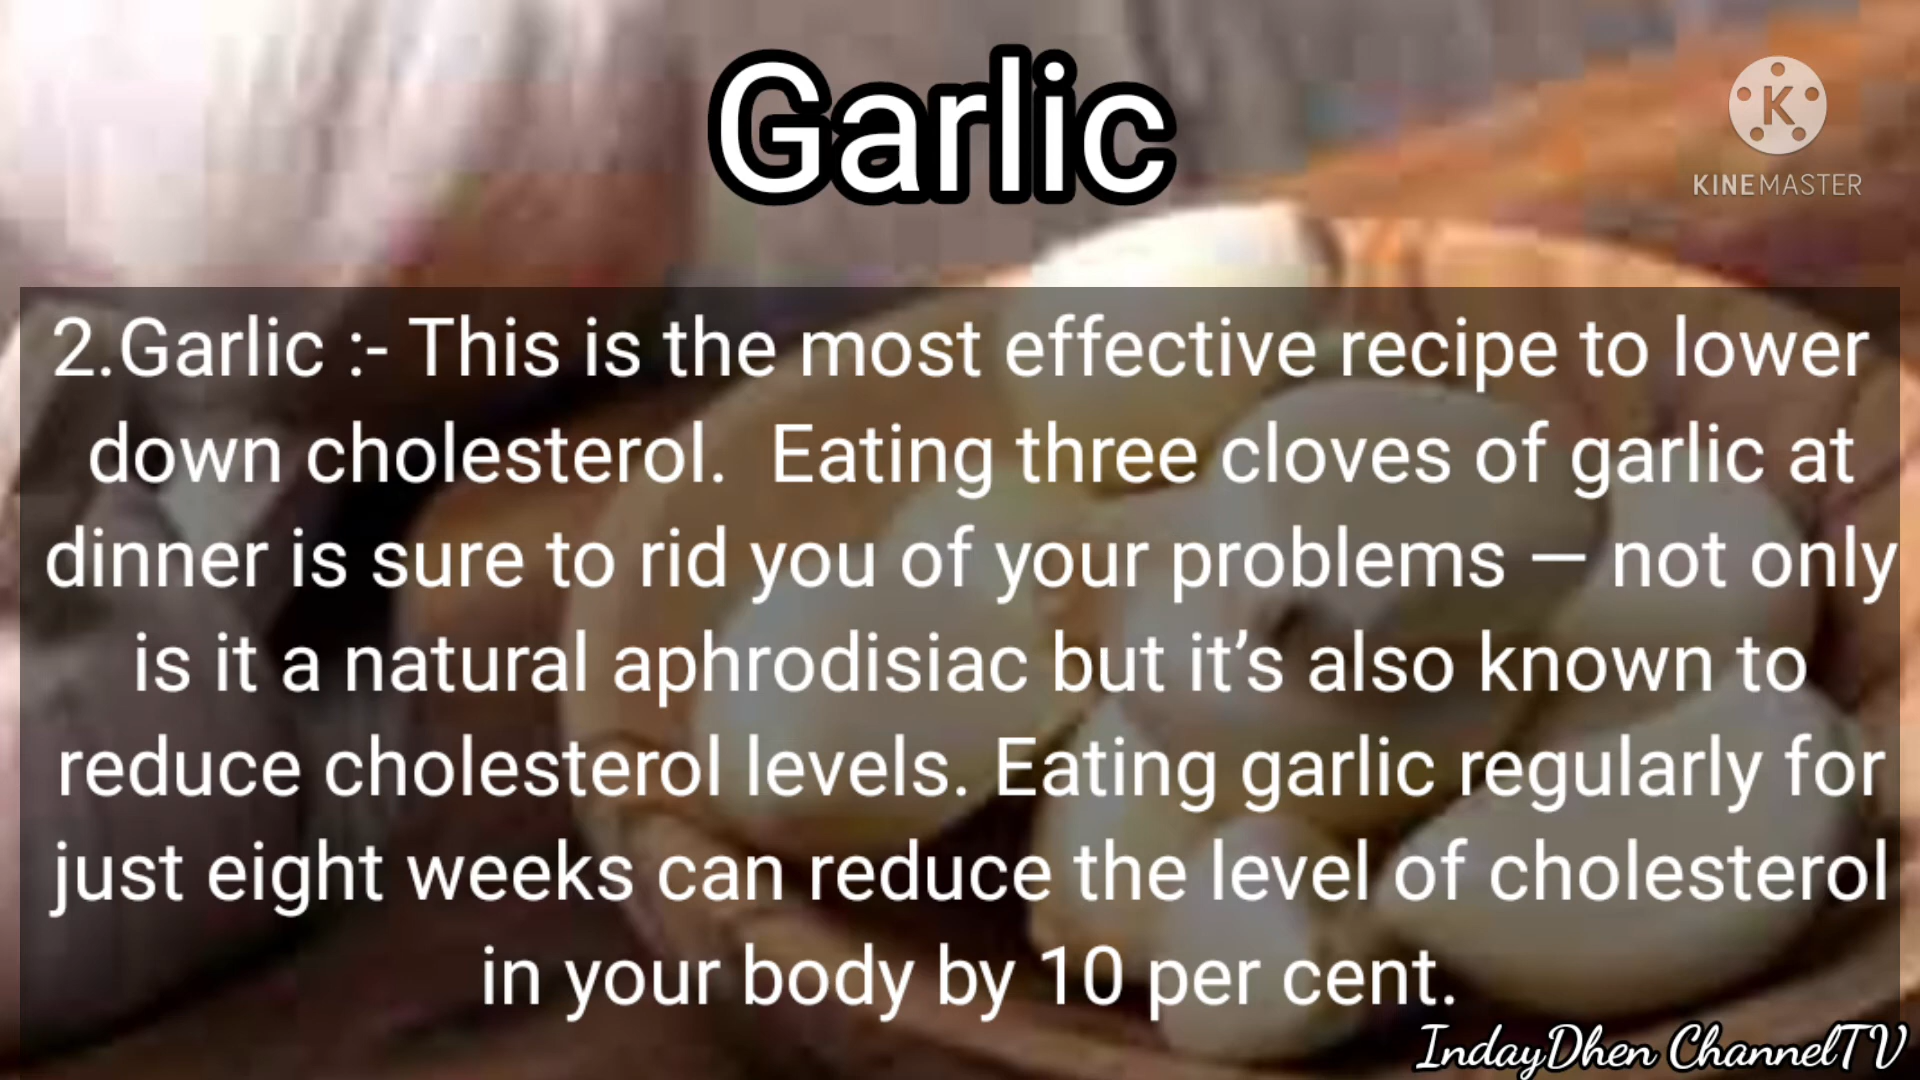 Garlic
K
KINEMASTER
2.Garlic :- This is the most effective recipe to lower
down cholesterol.  Eating three cloves of garlic at
dinner is sure to rid you of your problems — not only
is it a natural aphrodisiac but it’s also known to
reduce cholesterol levels. Eating garlic regularly for
just eight weeks can reduce the level of cholesterol
in your body by 10 per cent.
IndayDhen ChannelTV